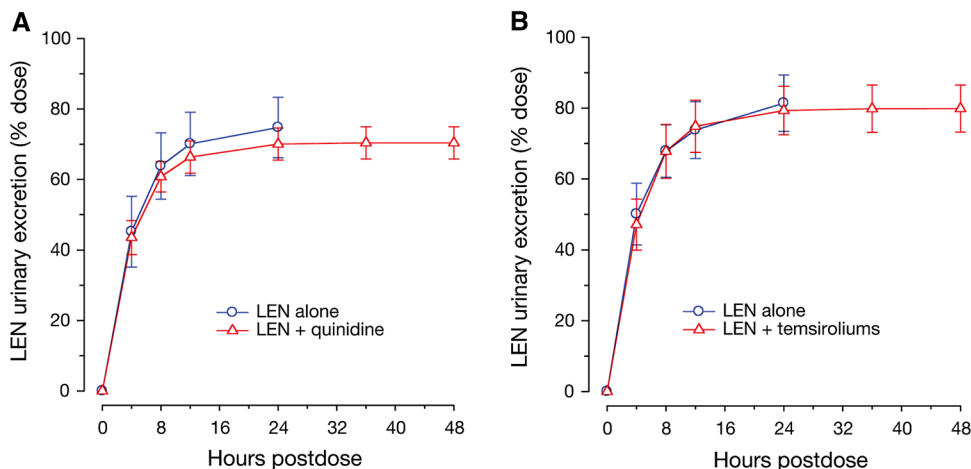 A
LEN urinary excretion (% dose)
100
80
60
40
20
0
LEN alone
LEN + quinidine
0 8 16 24 32 40 48
Hours postdose
B
LEN urinary excretion (% dose)
100
80
60
40
20
0
LEN alone
LEN + temsiroliums
0 8 16 24 32 40 48
Hours postdose